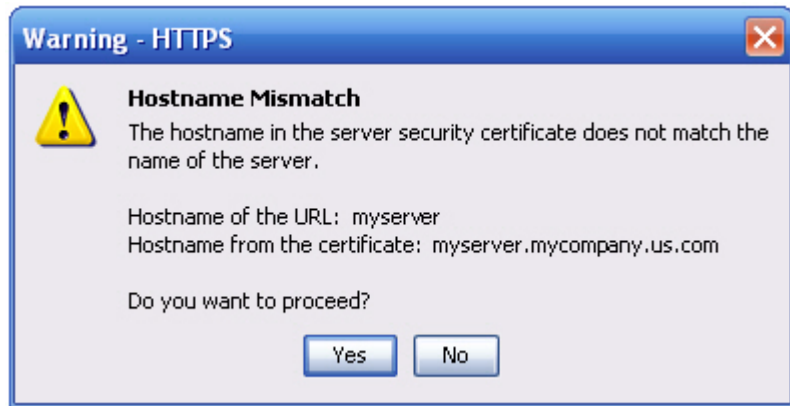 Warning - HTTPS
Hostname Mismatch
The hostname in the server security certificate does not match the
name of the server.
Hostname of the URL: myserver
Hostname from the certificate: myserver.mycompany.us.com
Do you want to proceed?
Yes No